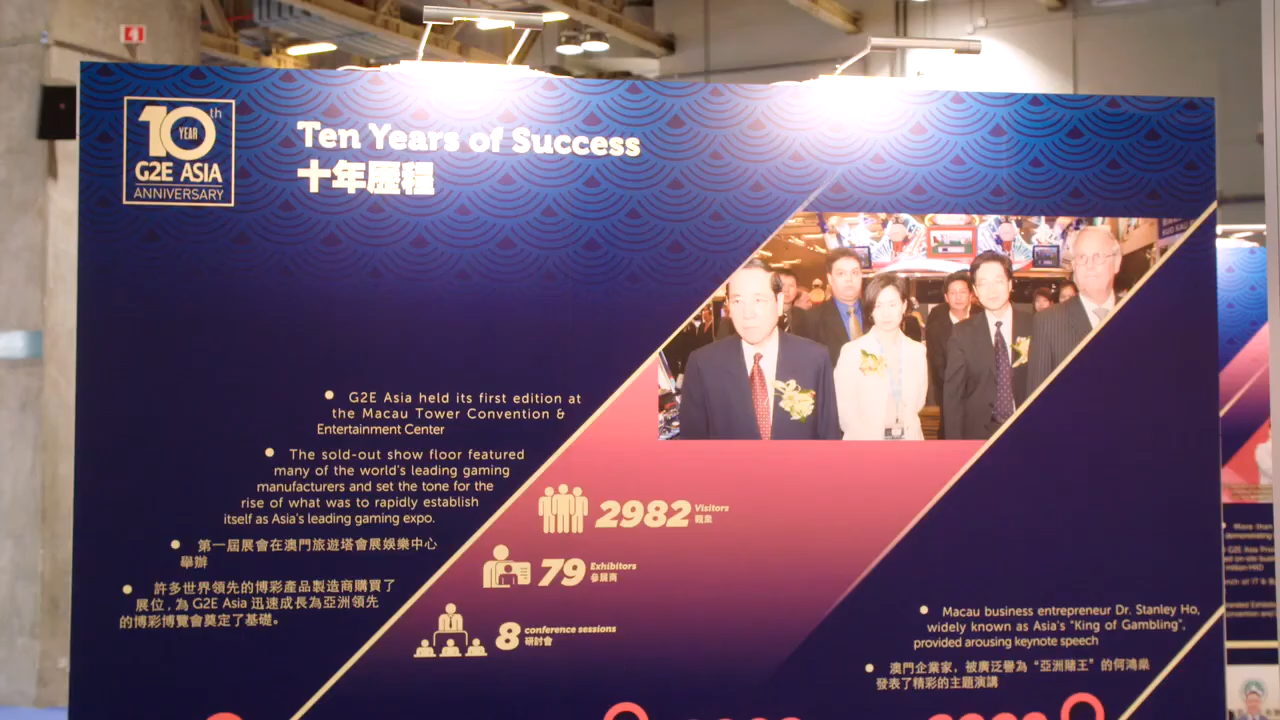 4
10th
YEAR
G2E ASIA
ANNIVERSARY
Ten Years of Success
十年歷程
G2E Asia held its first edition at
the Macau Tower Convention &
Entertainment Center
The sold-out show floor featured
many of the world's leading gaming
manufacturers and set the tone for the
rise of what was to rapidly establish
itself as Asia's leading gaming expo.
第一屆展會在澳門旅遊塔會展娛樂中心
舉辦
許多世界領先的博彩產品製造商購買了
展位，為 G2E Asia 迅速成長為亞洲領先
的博彩博覽會奠定了基礎。
2982 Visitors
觀眾
79 Exhibitors
參展商
8 conference sessions
研討會
Macau business entrepreneur Dr. Stanley Ho,
widely known as Asia's "King of Gambling",
provided arousing keynote speech
澳門企業家，被廣泛譽為“亞洲賭王”的何鴻燊
發表了精彩的主題演講
More than
demonstrating
G2E Asia